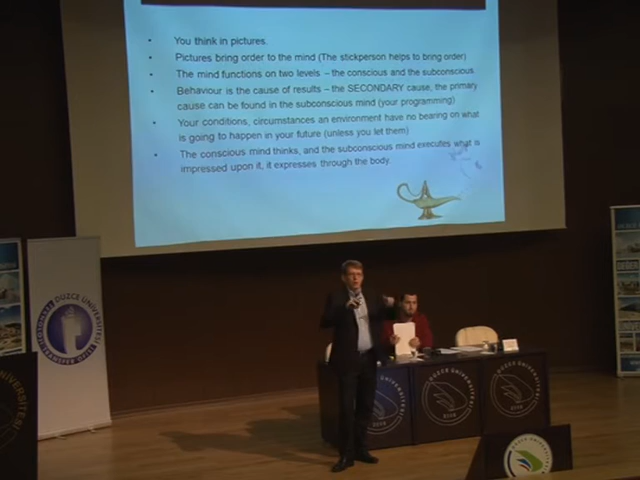 You think in pictures.
Pictures bring order to the mind (The stickperson helps to bring order)
The mind functions on two levels – the conscious and the subconscious
Behaviour is the cause of results – the SECONDARY cause, the primary
cause can be found in the subconscious mind (your programming)
Your conditions, circumstances an environment have no bearing on what
is going to happen in your future (unless you let them)
The conscious mind thinks, and the subconscious mind executes what is
impressed upon it, it expresses through the body.
DÜZCE ÜNİVERSİTESİ